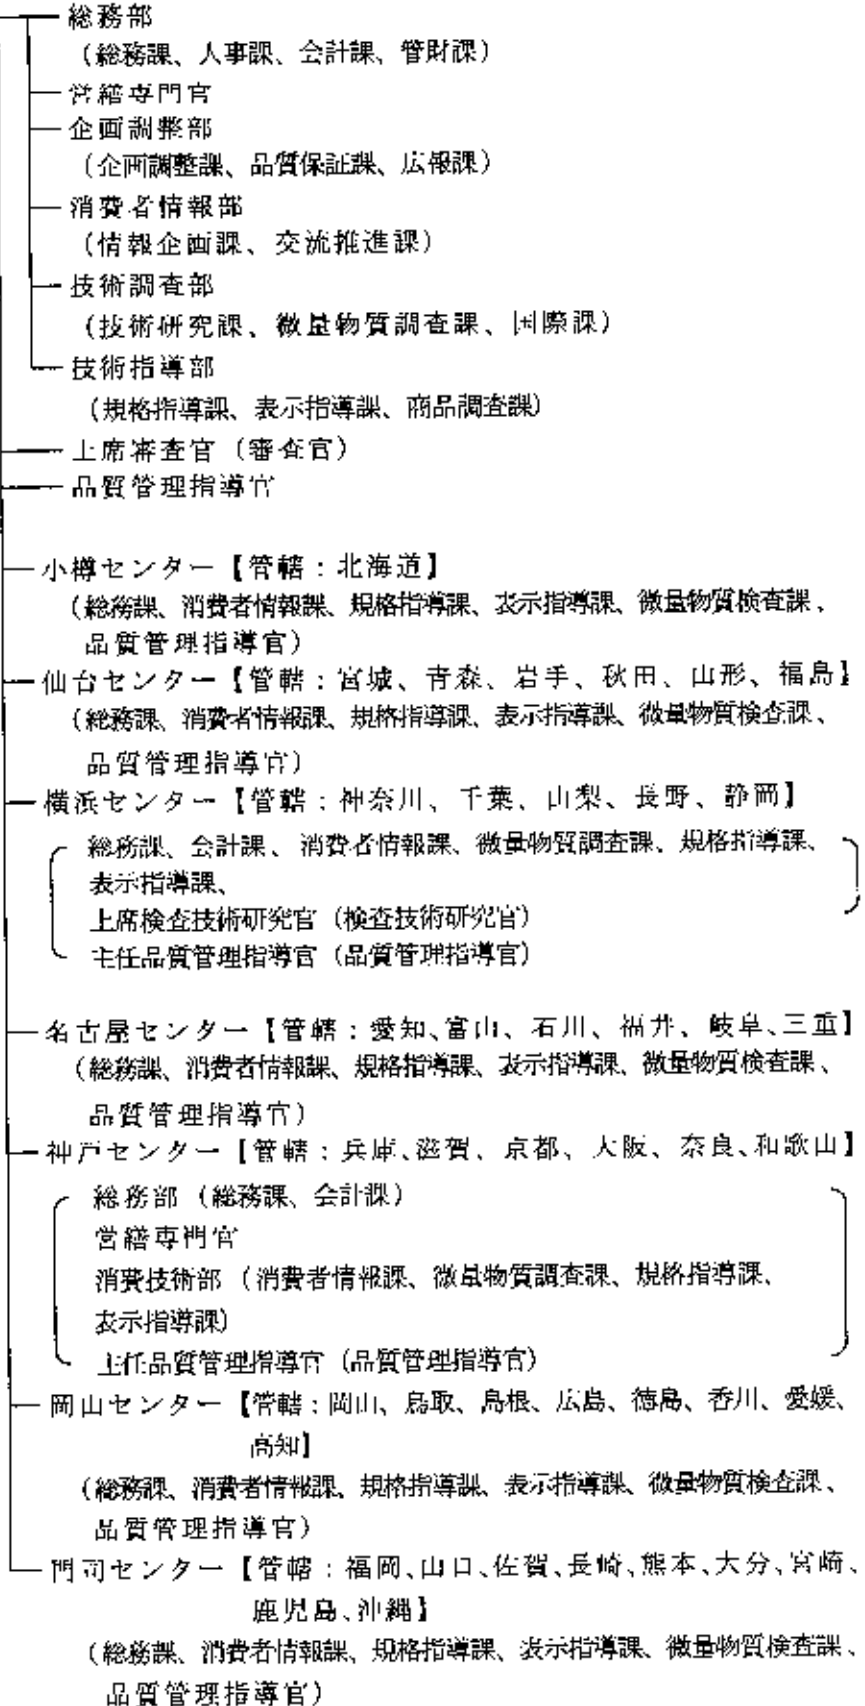 総務部
（総務課、人事課、会計課、管財課）
営繕専門官
企画調整部
（企画調整課、品質保証課、広報課）
消費者情報部
（情報企画課、交流推進課）
技術調査部
（技術研究課、微量物質調査課、国際課）
技術指導部
（規格指導課、表示指導課、商品調査課）
上席審査官（審査官）
品質管理指導官
小樽センター【管轄：北海道】
（総務課、消費者情報課、規格指導課、表示指導課、微量物質検査課、
品質管理指導官）
仙台センター【管轄：宮城、青森、岩手、秋田、山形、福島】
（総務課、消費者情報課、規格指導課、表示指導課、微量物質検査課、
品質管理指導官）
横浜センター【管轄：神奈川、千葉、山梨、長野、静岡】
総務課、会計課、消費者情報課、微量物質調査課、規格指導課、
表示指導課、
上席検査技術研究官（検査技術研究官）
主任品質管理指導官（品質管理指導官）
名古屋センター【管轄：愛知、富山、石川、福井、岐阜、三重】
（総務課、消費者情報課、規格指導課、表示指導課、微量物質検査課、
品質管理指導官）
神戸センター【管轄：兵庫、滋賀、京都、大阪、奈良、和歌山】
総務部（総務課、会計課）
営繕専門官
消費技術部（消費者情報課、微量物質調査課、規格指導課、
表示指導課）
主任品質管理指導官（品質管理指導官）
岡山センター【管轄：岡山、鳥取、島根、広島、徳島、香川、愛媛、
高知】
（総務課、消費者情報課、規格指導課、表示指導課、微量物質検査課、
品質管理指導官）
門司センター【管轄：福岡、山口、佐賀、長崎、熊本、大分、宮崎、
鹿児島、沖縄】
（総務課、消費者情報課、規格指導課、表示指導課、微量物質検査課、
品質管理指導官）